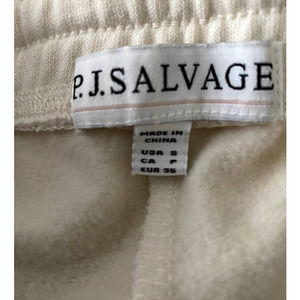 P.J.SALVAGE
MADE IN
CHINA
USA S
CA P
EUR 36